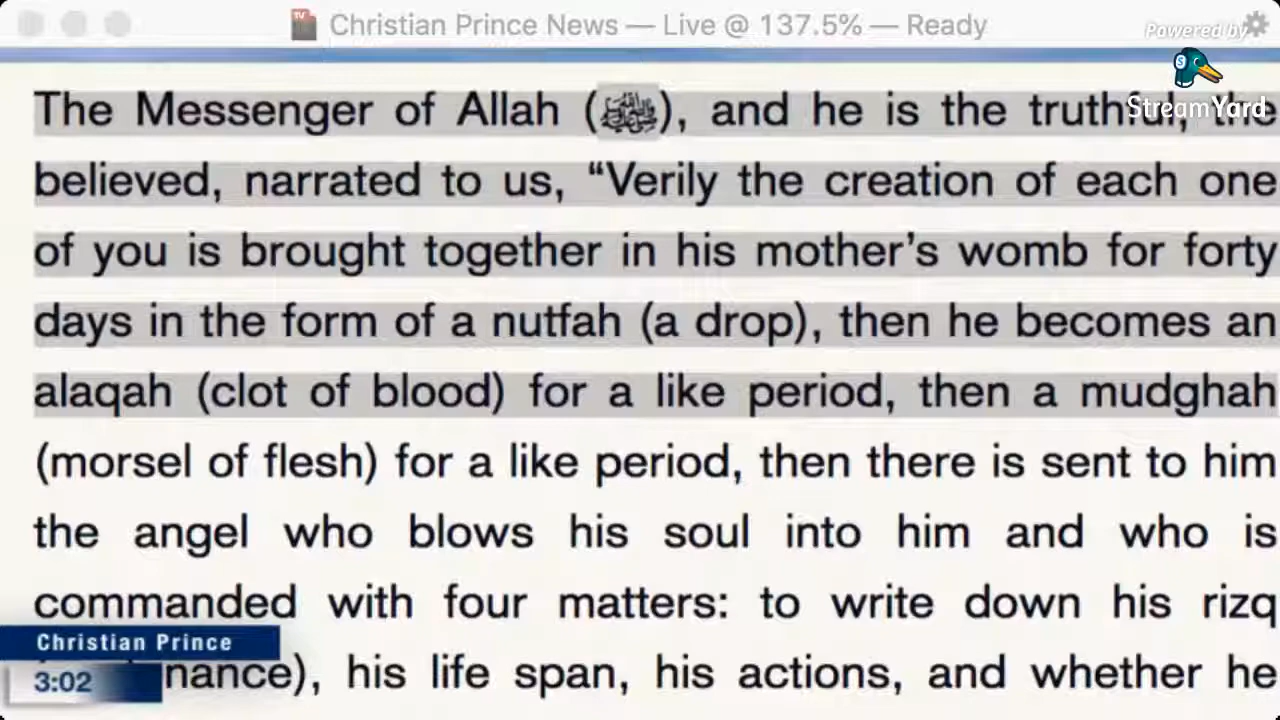 Christian Prince News — Live @ 137.5% — Ready
Powered by
StreamYard
The Messenger of Allah (ﷺ), and he is the truthful, the
believed, narrated to us, “Verily the creation of each one
of you is brought together in his mother’s womb for forty
days in the form of a nutfah (a drop), then he becomes an
alaqah (clot of blood) for a like period, then a mudghah
(morsel of flesh) for a like period, then there is sent to him
the angel who blows his soul into him and who is
commanded with four matters: to write down his rizq
nance), his life span, his actions, and whether he
Christian Prince
3:02